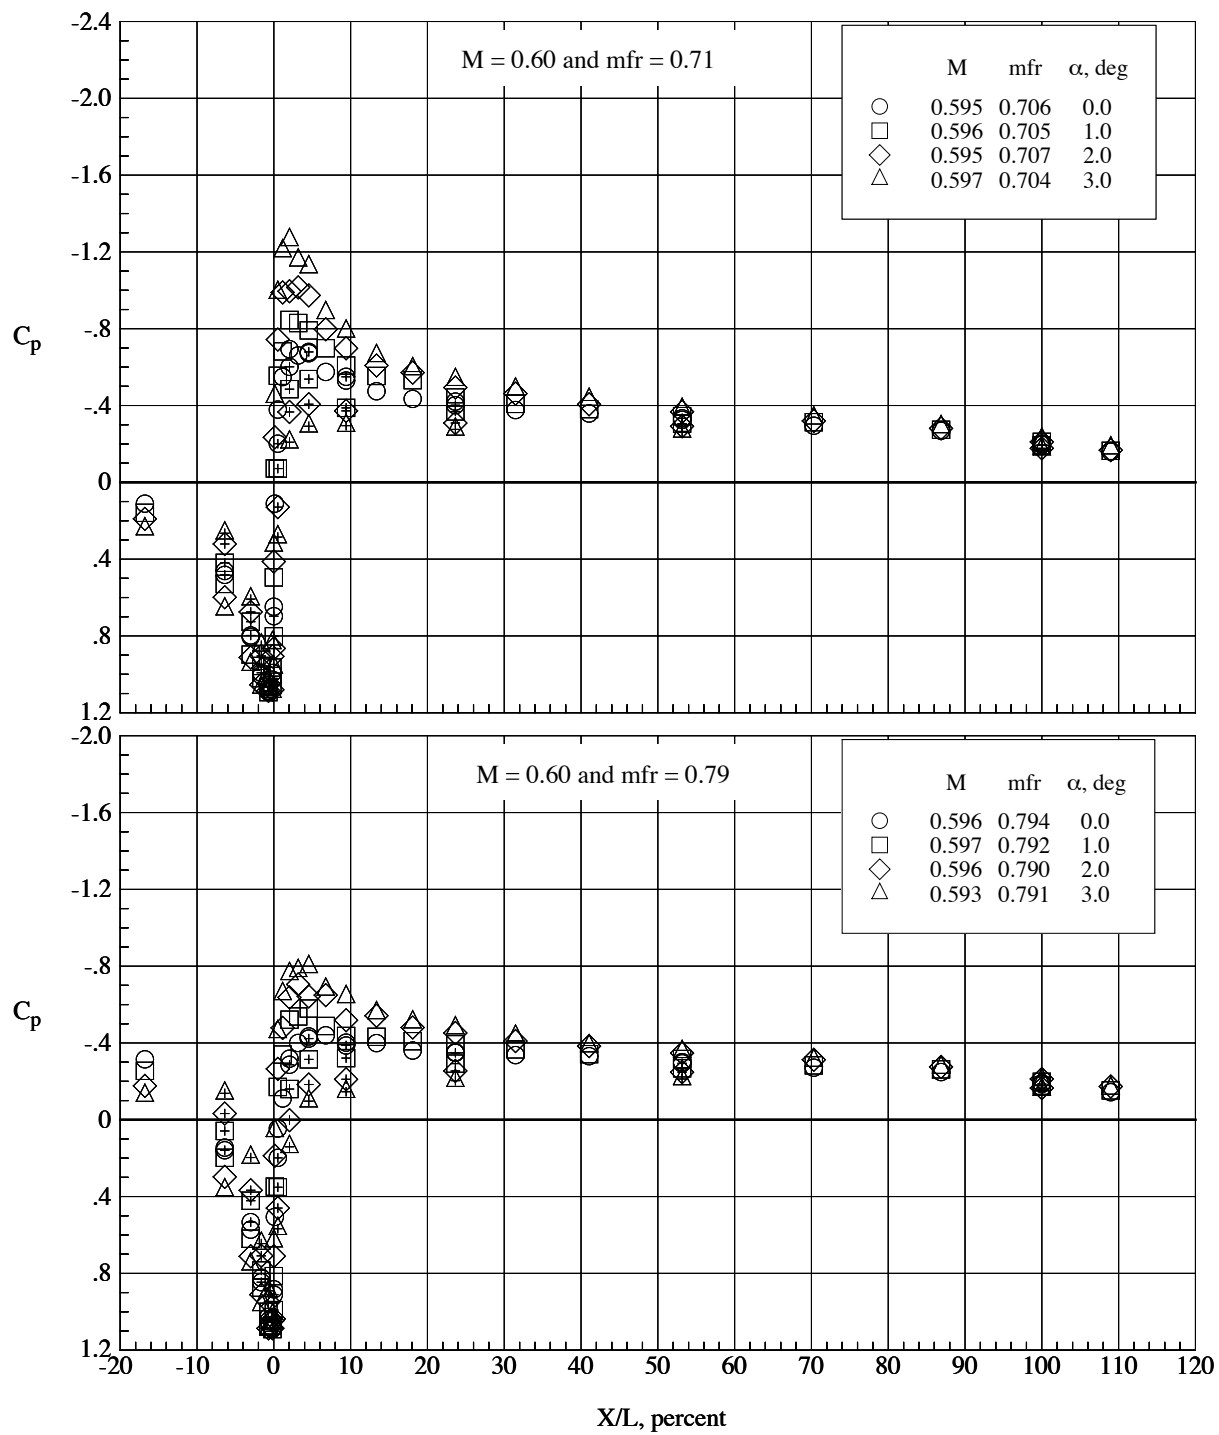 -2.4
M = 0.60 and mfr = 0.71
M mfr α, deg
0.595 0.706 0.0
0.596 0.705 1.0
0.595 0.707 2.0
0.597 0.704 3.0
-2.0
-1.6
-1.2
-.8
Cp
-.4
0
.4
.8
1.2
-2.0
M = 0.60 and mfr = 0.79
M mfr α, deg
0.596 0.794 0.0
0.597 0.792 1.0
0.596 0.790 2.0
0.593 0.791 3.0
-1.6
-1.2
-.8
Cp
-.4
0
.4
.8
1.2
-20 -10 0 10 20 30 40 50 60 70 80 90 100 110 120
X/L, percent